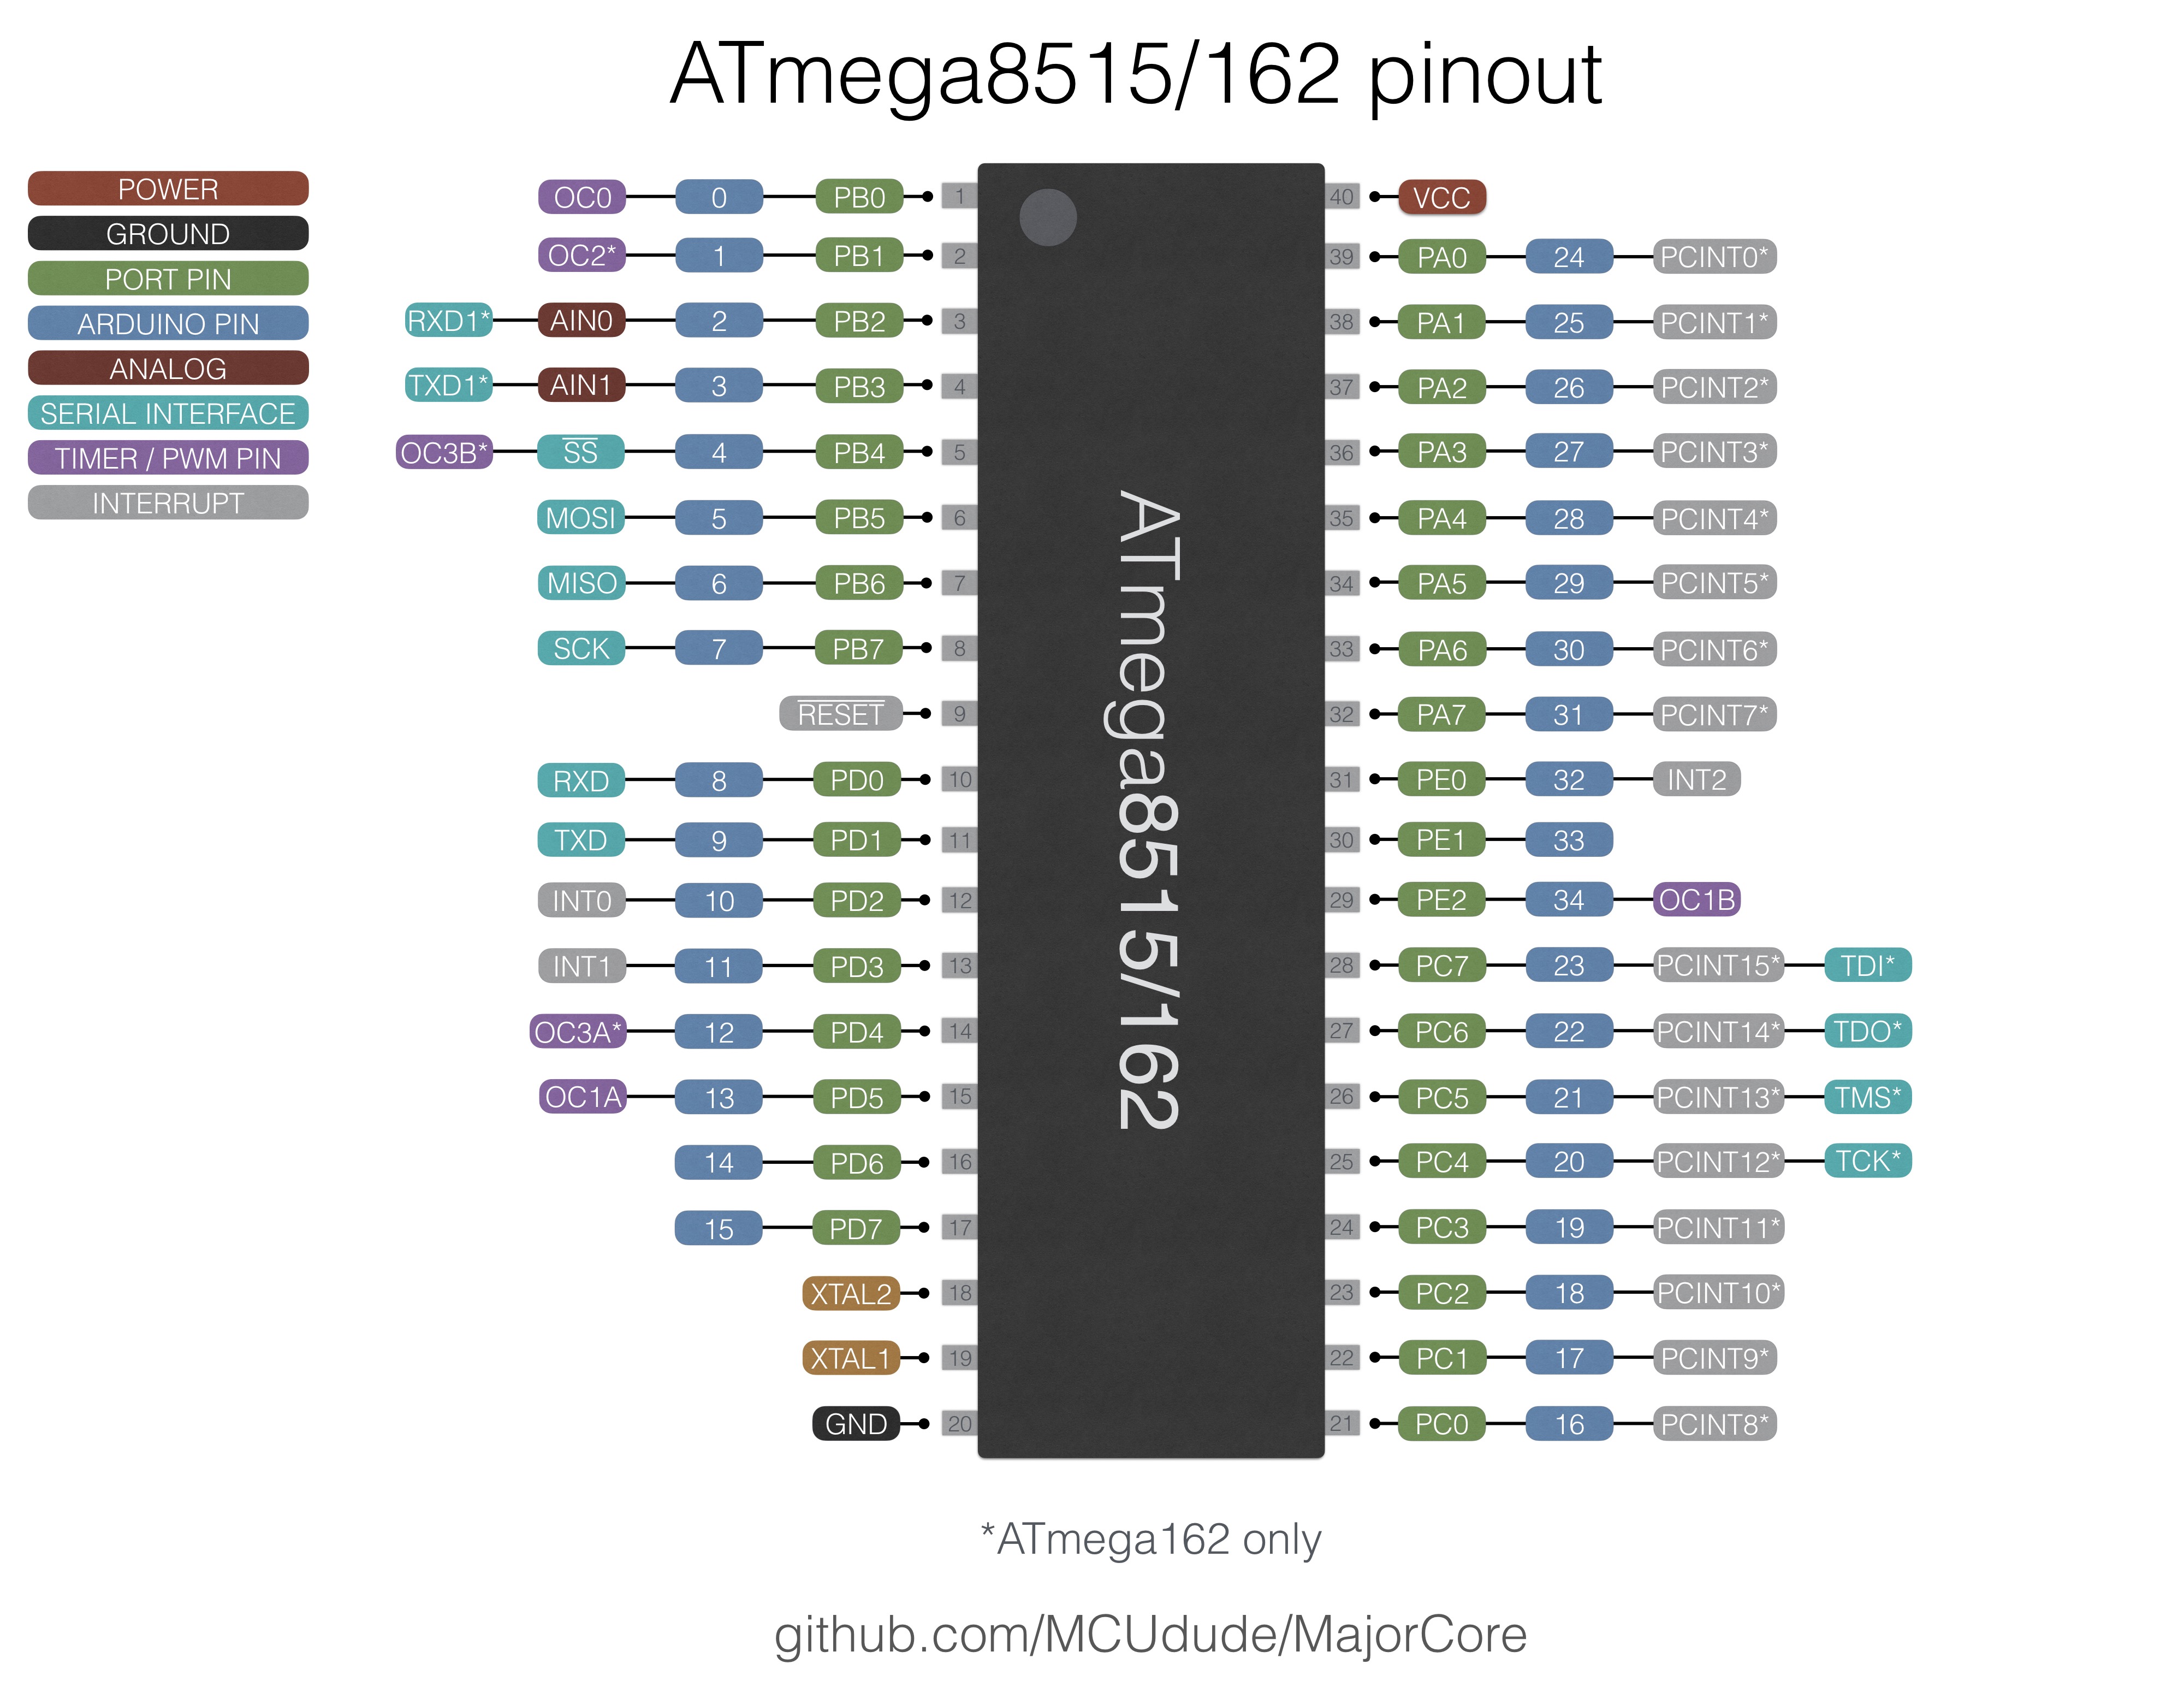 ATmega8515/162 pinout
POWER
GROUND
PORT PIN
ARDUINO PIN
ANALOG
SERIAL INTERFACE
TIMER / PWM PIN
INTERRUPT
OC0 0 PB0 1 40 VCC
OC2* 1 PB1 2 39 PA0 24 PCINT0*
RXD1* AIN0 2 PB2 3 38 PA1 25 PCINT1*
TXD1* AIN1 3 PB3 4 37 PA2 26 PCINT2*
OC3B* SS 4 PB4 5 36 PA3 27 PCINT3*
MOSI 5 PB5 6 35 PA4 28 PCINT4*
MISO 6 PB6 7 34 PA5 29 PCINT5*
SCK 7 PB7 8 33 PA6 30 PCINT6*
RESET 9 32 PA7 31 PCINT7*
RXD 8 PD0 10 31 PE0 32 INT2
TXD 9 PD1 11 30 PE1 33
INT0 10 PD2 12 29 PE2 34 OC1B
INT1 11 PD3 13 28 PC7 23 PCINT15* TDI*
OC3A* 12 PD4 14 27 PC6 22 PCINT14* TDO*
OC1A 13 PD5 15 26 PC5 21 PCINT13* TMS*
14 PD6 16 25 PC4 20 PCINT12* TCK*
15 PD7 17 24 PC3 19 PCINT11*
XTAL2 18 23 PC2 18 PCINT10*
XTAL1 19 22 PC1 17 PCINT9*
GND 20 21 PC0 16 PCINT8*
ATmega8515/162
*ATmega162 only
github.com/MCUdude/MajorCore